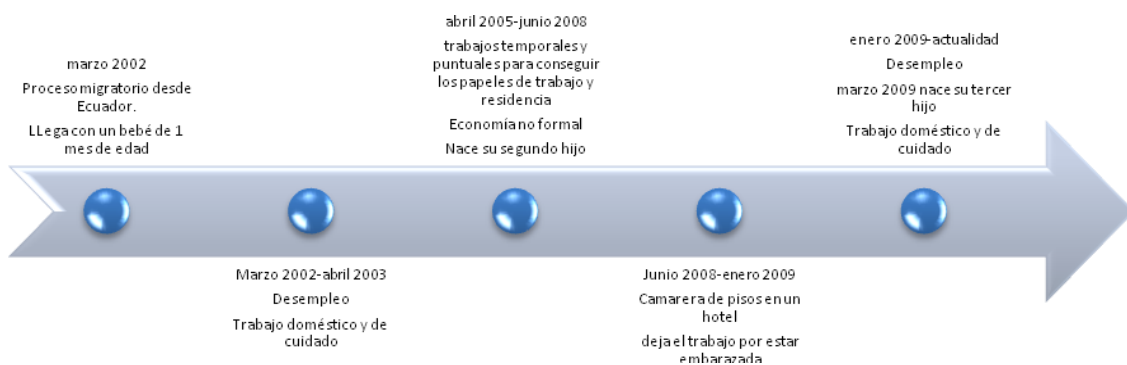 marzo 2002
Proceso migratorio desde
Ecuador.
LLega con un bebé de 1
mes de edad
Marzo 2002-abril 2003
Desempleo
Trabajo doméstico y de
cuidado
abril 2005-junio 2008
trabajos temporales y
puntuales para conseguir
los papeles de trabajo y
residencia
Economía no formal
Nace su segundo hijo
Junio 2008-enero 2009
Camarera de pisos en un
hotel
deja el trabajo por estar
embarazada
enero 2009-actualidad
Desempleo
marzo 2009 nace su tercer
hijo
Trabajo doméstico y de
cuidado